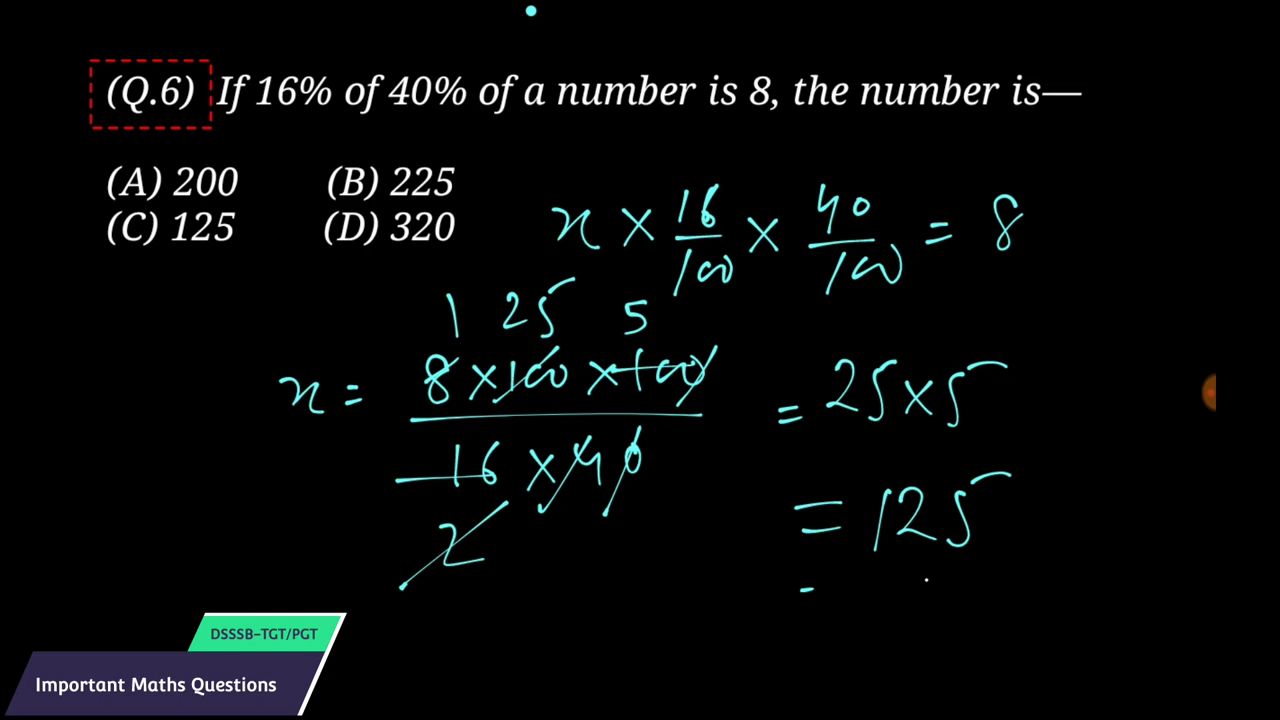 (Q.6) If 16% of 40% of a number is 8, the number is—
(A) 200 (B) 225
(C) 125 (D) 320
x × 16/100 × 40/100 = 8
1 25 5
x = 8 × 100 × 100 / 16 × 40 = 25 × 5
2
= 125
DSSSB-TGT/PGT
Important Maths Questions